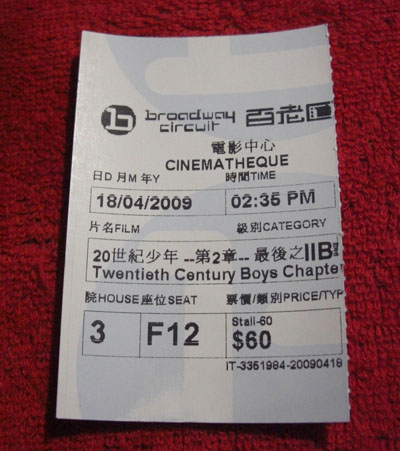 broadway circuit 百老匯
電影中心
CINEMATHEQUE
日D 月M 年Y 時間TIME
18/04/2009 02:35 PM
片名FILM 級別CATEGORY
20世紀少年 --第2章-- 最後之 IIB
Twentieth Century Boys Chapte
院HOUSE 座位SEAT 票價/類別PRICE/TYP
3 F12 Stall-60
$60
IT-3351984-20090418